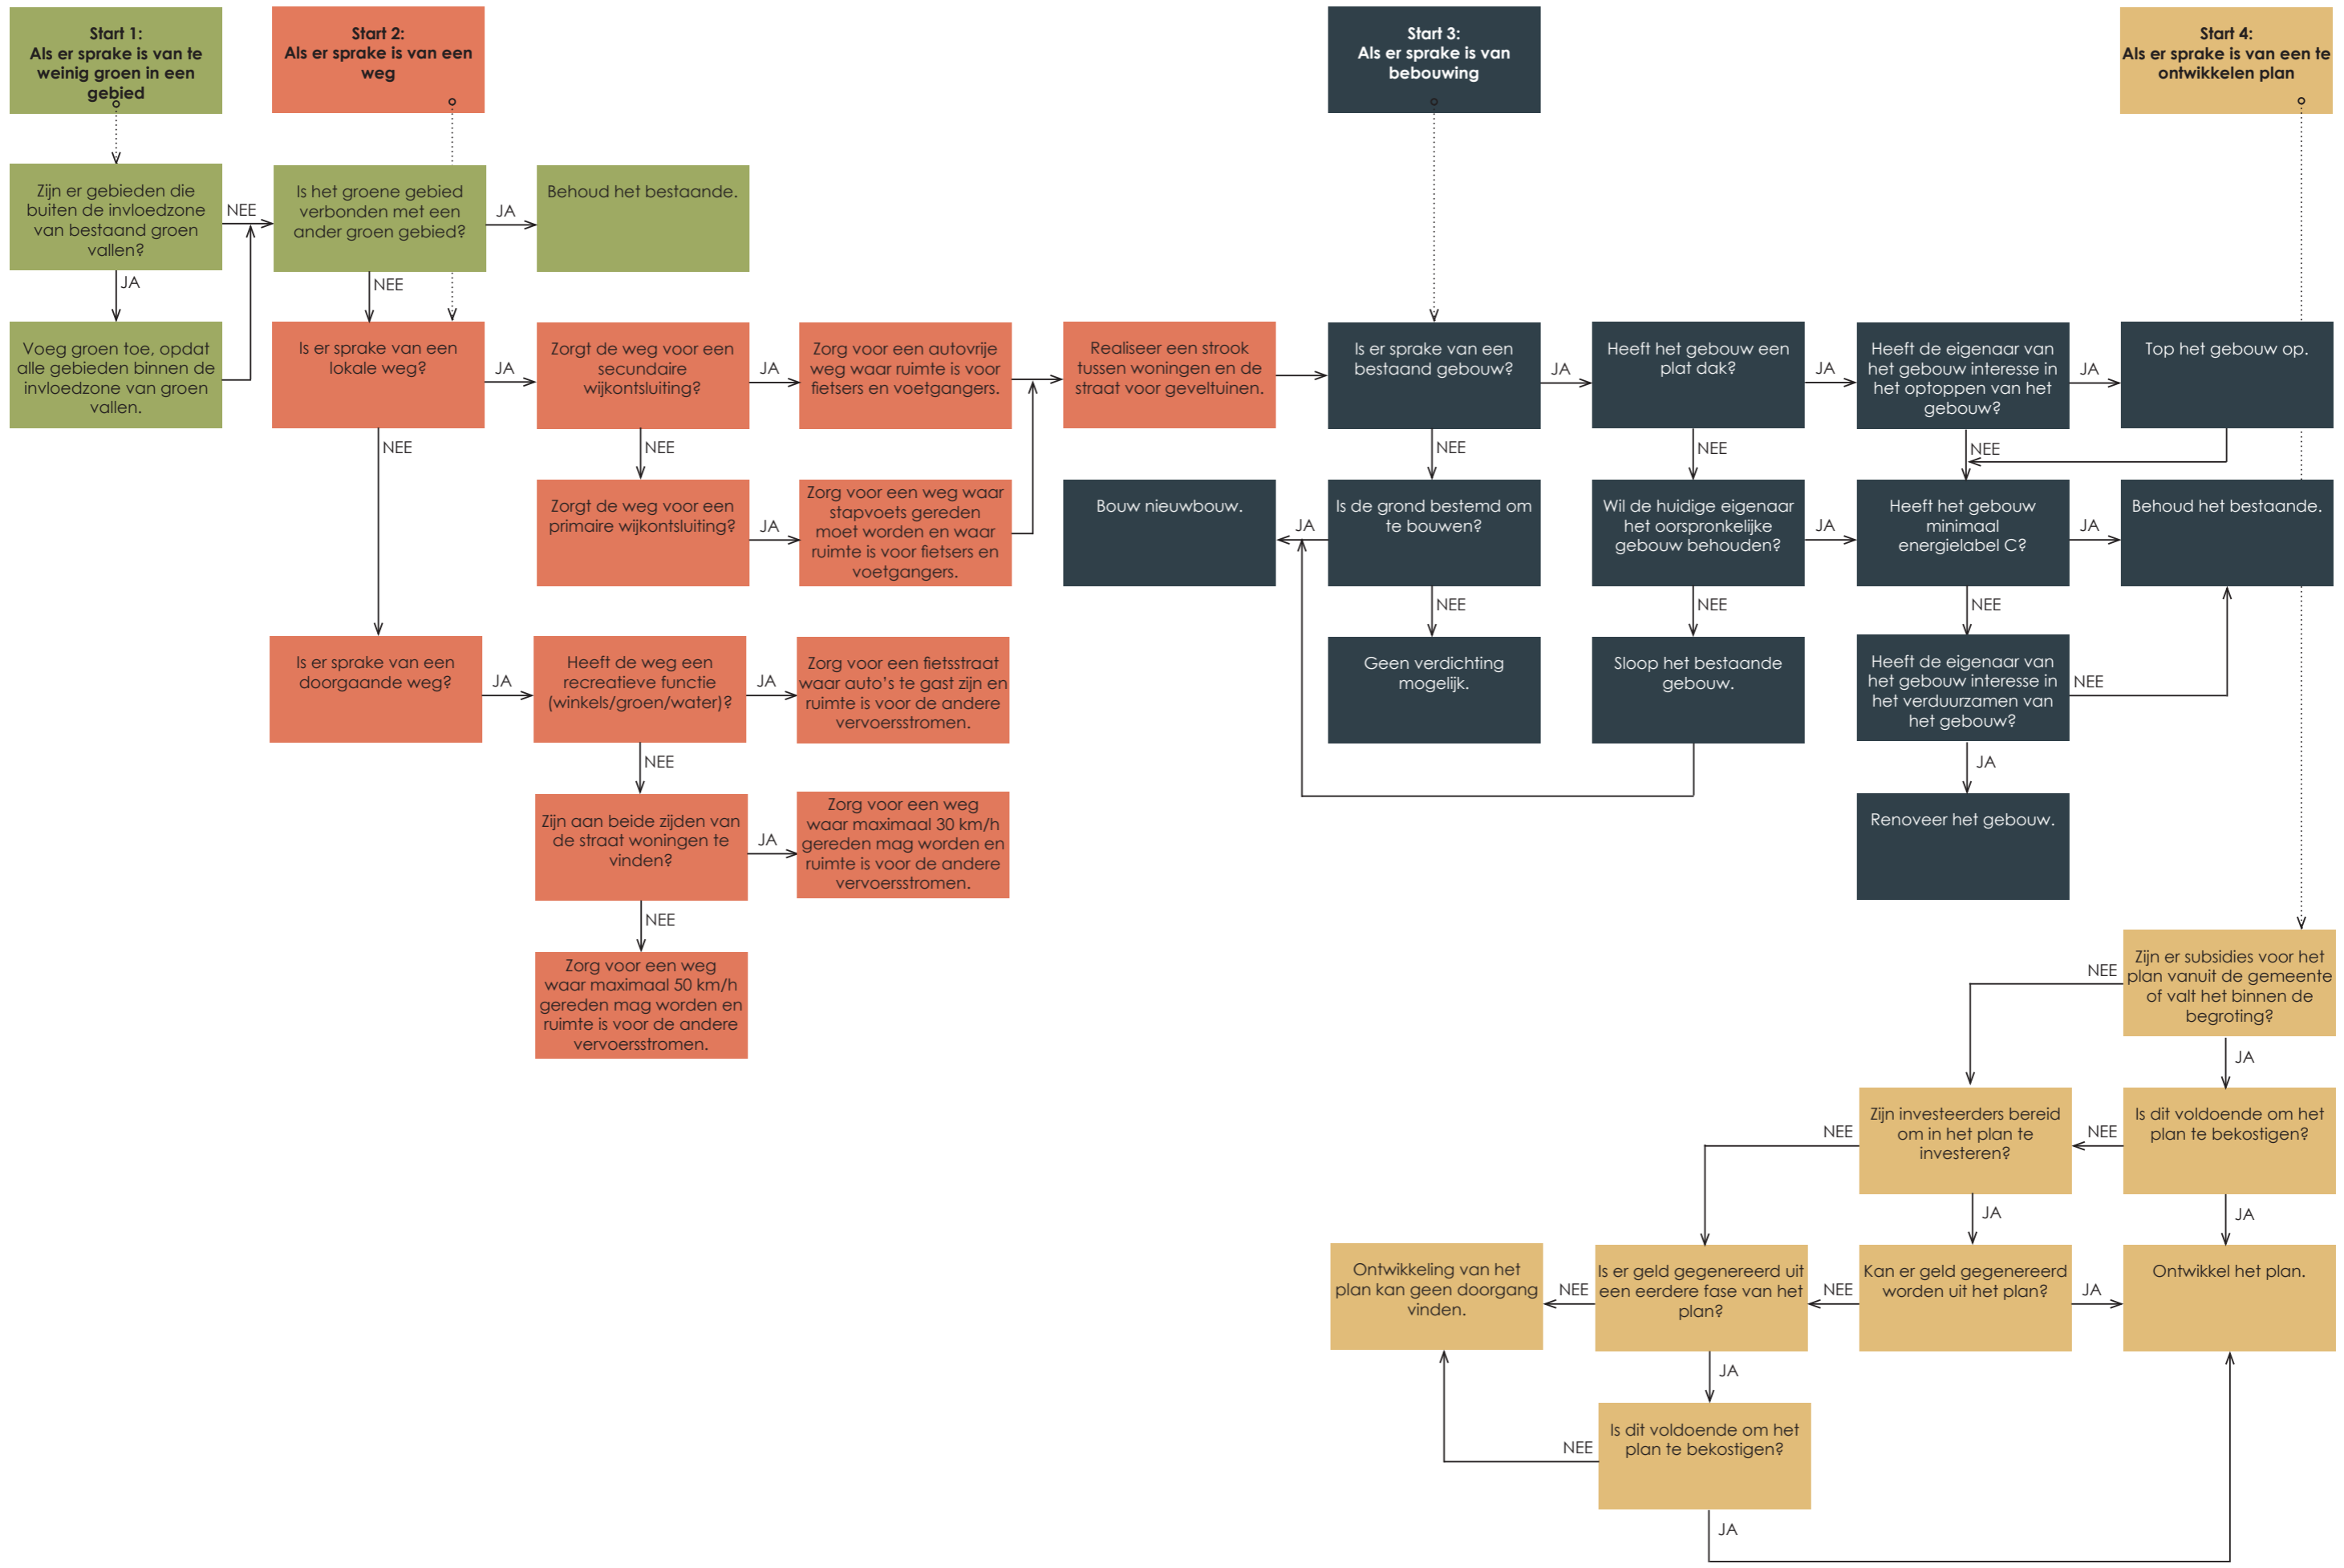 Start 1:
Als er sprake is van te
weinig groen in een
gebied
Start 2:
Als er sprake is van een
weg
Start 3:
Als er sprake is van
bebouwing
Start 4:
Als er sprake is van een te
ontwikkelen plan
Zijn er gebieden die
buiten de invloedzone
van bestaand groen
vallen?
NEE
Is het groene gebied
verbonden met een
ander groen gebied?
JA
Behoud het bestaande.
JA
NEE
Voeg groen toe, opdat
alle gebieden binnen de
invloedzone van groen
vallen.
Is er sprake van een
lokale weg?
JA
Zorgt de weg voor een
secundaire
wijkontsluiting?
JA
Zorg voor een autovrije
weg waar ruimte is voor
fietsers en voetgangers.
Realiseer een strook
tussen woningen en de
straat voor geveltuinen.
Is er sprake van een
bestaand gebouw?
JA
Heeft het gebouw een
plat dak?
JA
Heeft de eigenaar van
het gebouw interesse in
het optoppen van het
gebouw?
JA
Top het gebouw op.
NEE
NEE
NEE
NEE
NEE
Zorgt de weg voor een
primaire wijkontsluiting?
JA
Zorg voor een weg waar
stapvoets gereden
moet worden en waar
ruimte is voor fietsers en
voetgangers.
Bouw nieuwbouw.
JA
Is de grond bestemd om
te bouwen?
Wil de huidige eigenaar
het oorspronkelijke
gebouw behouden?
JA
Heeft het gebouw
minimaal
energielabel C?
JA
Behoud het bestaande.
NEE
NEE
NEE
Is er sprake van een
doorgaande weg?
JA
Heeft de weg een
recreatieve functie
(winkels/groen/water)?
JA
Zorg voor een fietsstraat
waar auto's te gast zijn en
ruimte is voor de andere
vervoersstromen.
Geen verdichting
mogelijk.
Sloop het bestaande
gebouw.
Heeft de eigenaar van
het gebouw interesse in
het verduurzamen van
het gebouw?
NEE
NEE
JA
Zijn aan beide zijden van
de straat woningen te
vinden?
JA
Zorg voor een weg
waar maximaal 30 km/h
gereden mag worden en
ruimte is voor de andere
vervoersstromen.
Renoveer het gebouw.
NEE
Zorg voor een weg
waar maximaal 50 km/h
gereden mag worden en
ruimte is voor de andere
vervoersstromen.
NEE
Zijn er subsidies voor het
plan vanuit de gemeente
of valt het binnen de
begroting?
JA
NEE
Zijn investeerders bereid
om in het plan te
investeren?
NEE
Is dit voldoende om het
plan te bekostigen?
JA
JA
Ontwikkeling van het
plan kan geen doorgang
vinden.
NEE
Is er geld gegenereerd uit
een eerdere fase van het
plan?
NEE
Kan er geld gegenereerd
worden uit het plan?
JA
Ontwikkel het plan.
JA
NEE
Is dit voldoende om het
plan te bekostigen?
JA